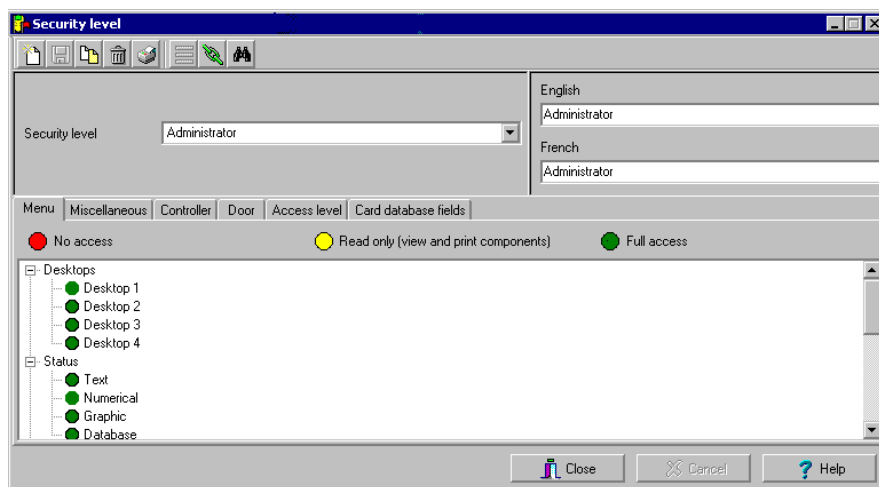 Security level
English
Administrator
Security level Administrator
French
Administrator
Menu Miscellaneous Controller Door Access level Card database fields
No access Read only (view and print components) Full access
Desktops
Desktop 1
Desktop 2
Desktop 3
Desktop 4
Status
Text
Numerical
Graphic
Database
Close Cancel Help